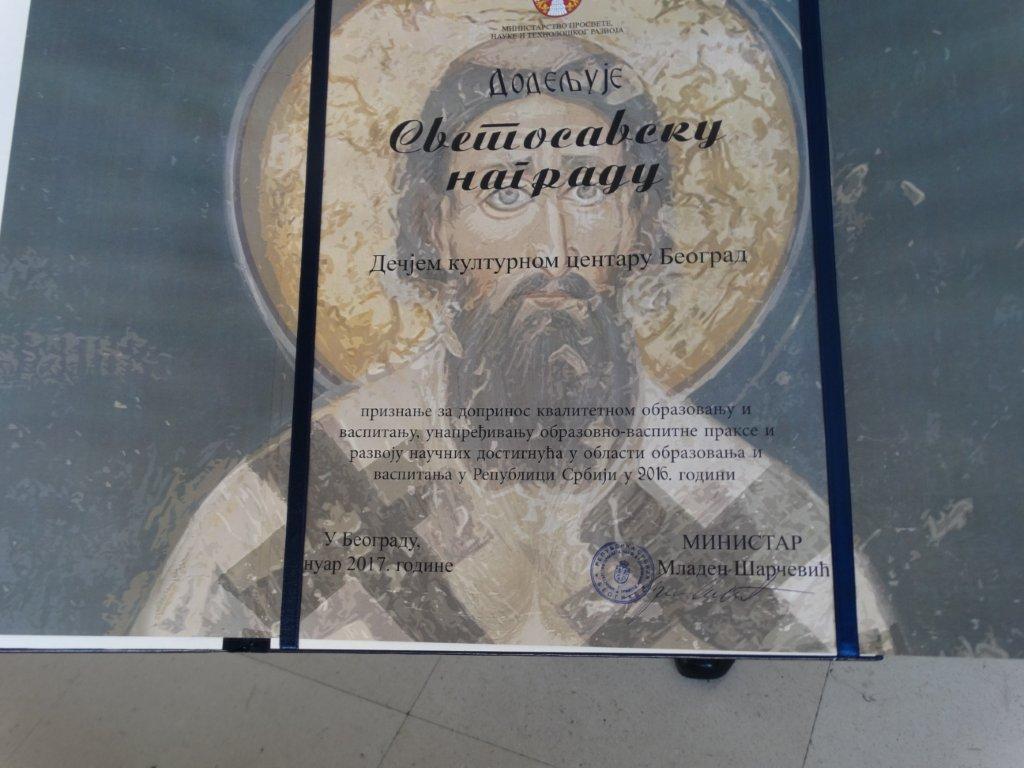 МИНИСТАРСТВО ПРОСВЕТЕ,
НАУКЕ И ТЕХНОЛОШКОГ РАЗВОЈА
Додељује
Светосавску
награду
Дечјем културном центару Београд
признање за допринос квалитетном образовању и
васпитању, унапређивању образовно-васпитне праксе и
развоју научних достигнућа у области образовања и
васпитања у Републици Србији у 2016. години
У Београду,
нуар 2017. године
МИНИСТАР
Младен Шарчевић